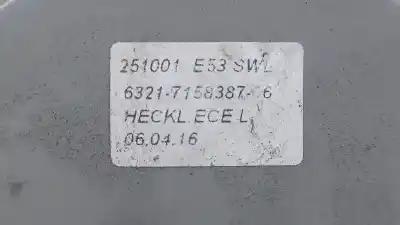 251001 E53 SWL
6321-7158387-06
HECKL.ECE L
06.04.16